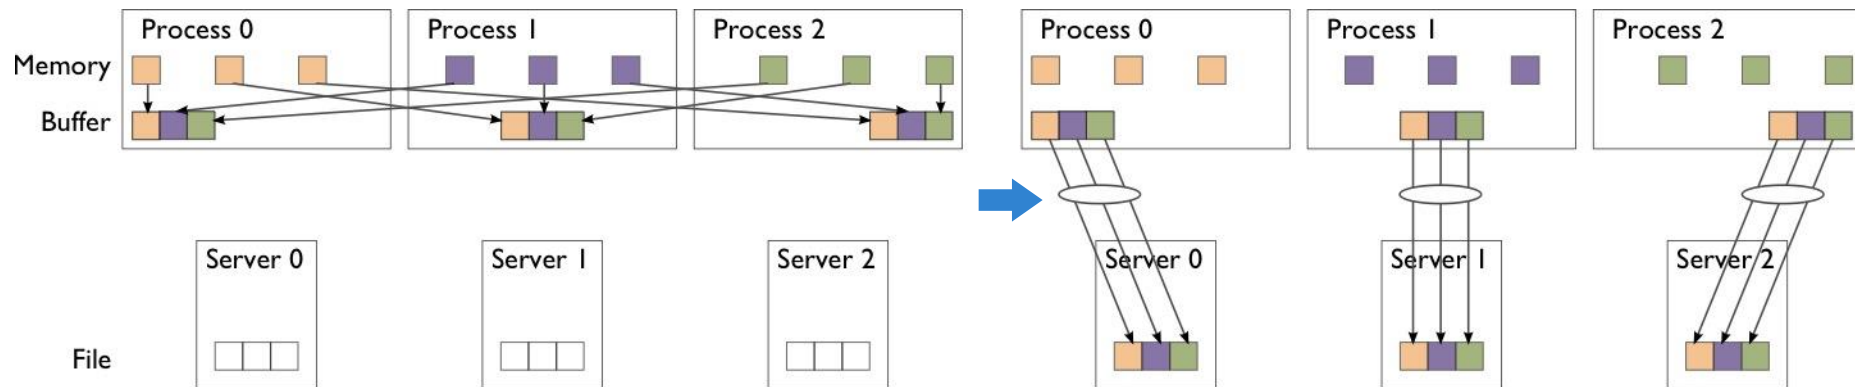 Process 0 Process 1 Process 2 Process 0 Process 1 Process 2
Memory
Buffer
Server 0 Server 1 Server 2 Server 0 Server 1 Server 2
File